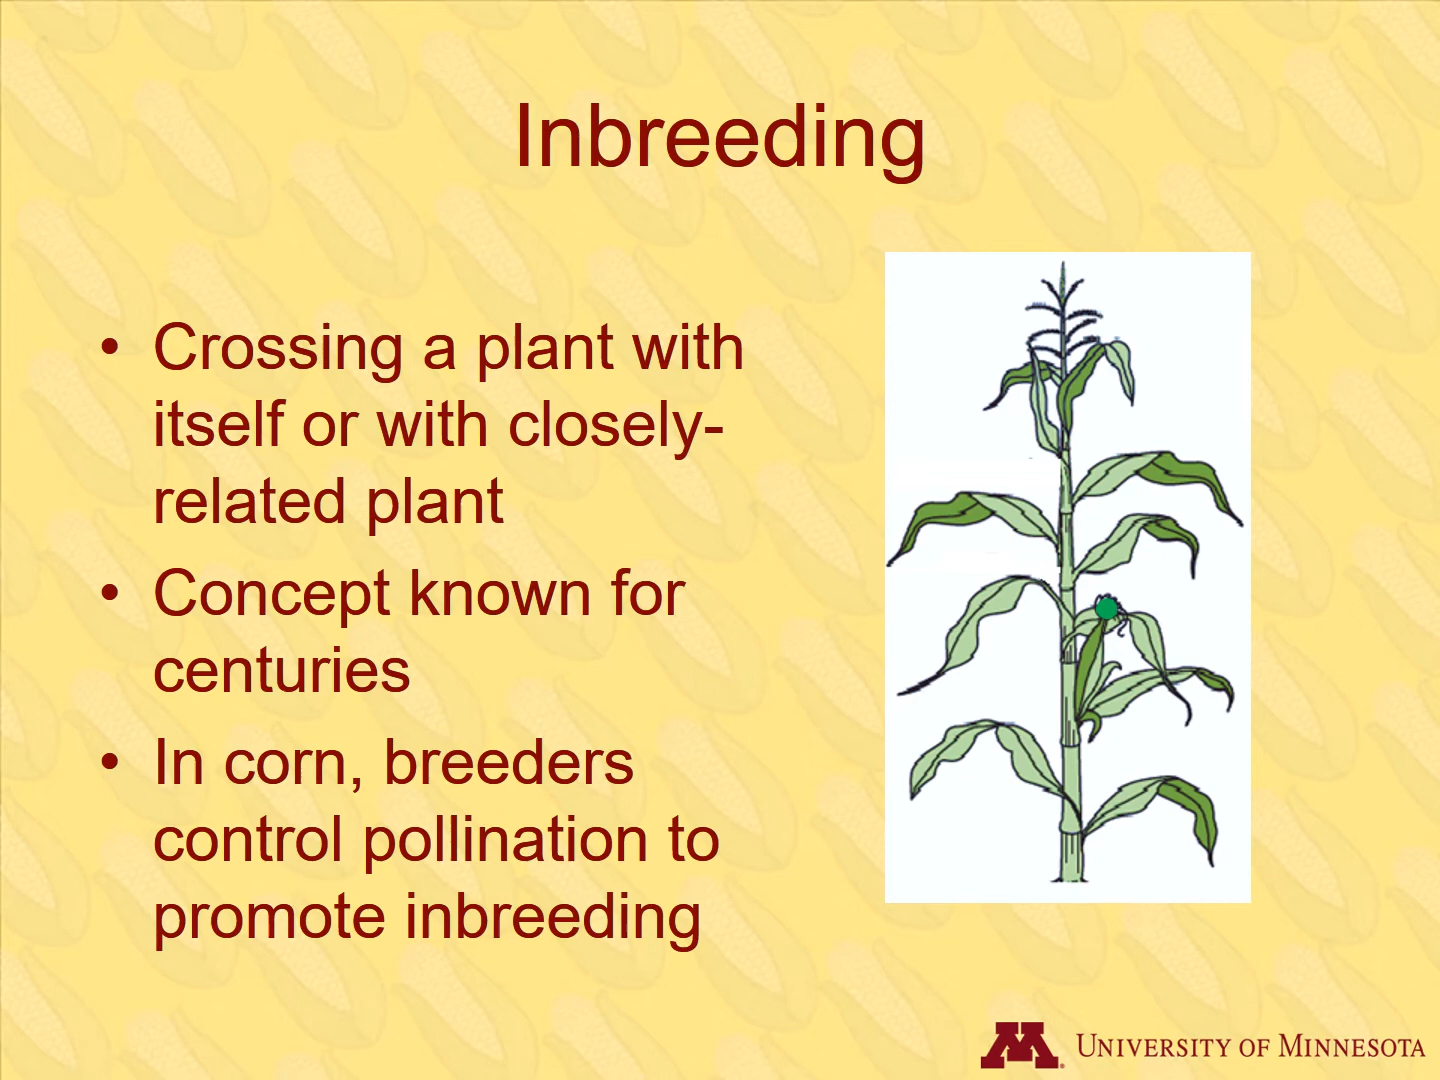 Inbreeding
• Crossing a plant with
itself or with closely-
related plant
• Concept known for
centuries
• In corn, breeders
control pollination to
promote inbreeding
M
UNIVERSITY OF MINNESOTA